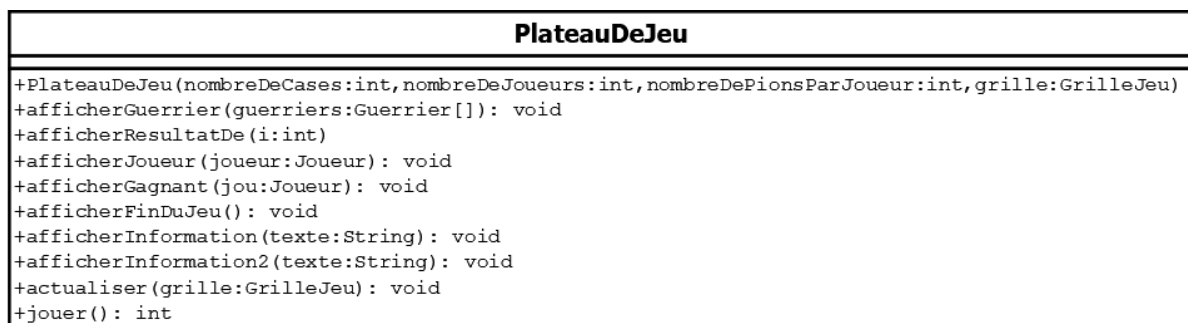 PlateauDeJeu
+PlateauDeJeu(nombreDeCases:int,nombreDeJoueurs:int,nombreDePionsParJoueur:int,grille:GrilleJeu)
+afficherGuerrier(guerriers:Guerrier[]): void
+afficherResultatDe(i:int)
+afficherJoueur(joueur:Joueur): void
+afficherGagnant(jou:Joueur): void
+afficherFinDuJeu(): void
+afficherInformation(texte:String): void
+afficherInformation2(texte:String): void
+actualiser(grille:GrilleJeu): void
+jouer(): int